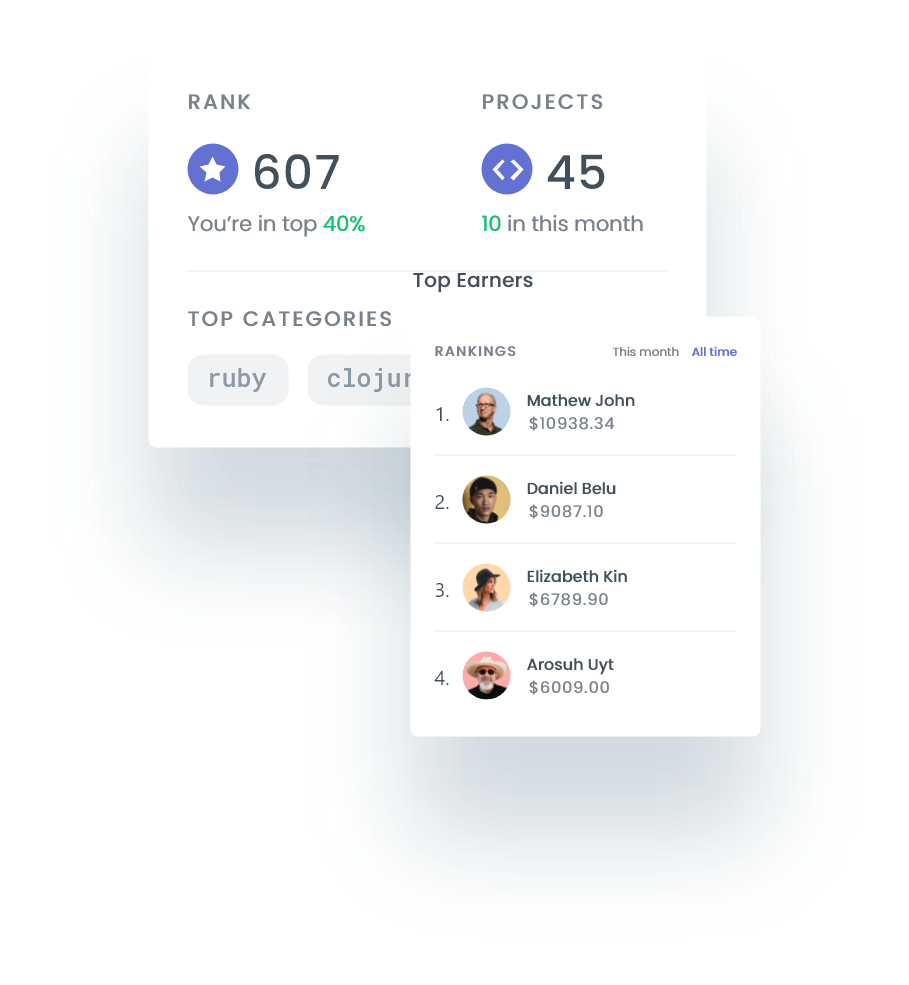 RANK
607
You're in top 40%
PROJECTS
45
10 in this month
TOP CATEGORIES
ruby
Top Earners
RANKINGS
This month All time
1. Mathew John
$10938.34
2. Daniel Belu
$9087.10
3. Elizabeth Kin
$6789.90
4. Arosuh Uyt
$6009.00